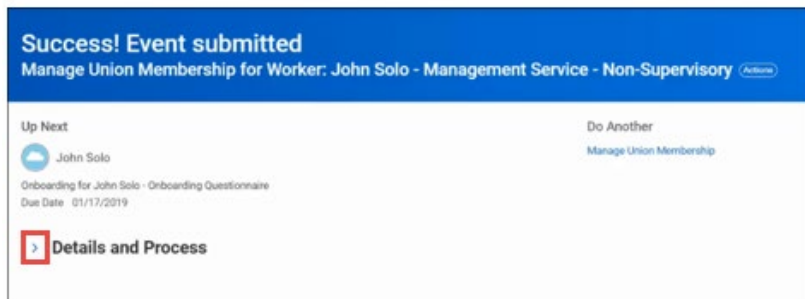 Success! Event submitted
Manage Union Membership for Worker: John Solo - Management Service - Non-Supervisory Actions
Up Next
John Solo
Onboarding for John Solo - Onboarding Questionnaire
Due Date 01/17/2019
Do Another
Manage Union Membership
Details and Process